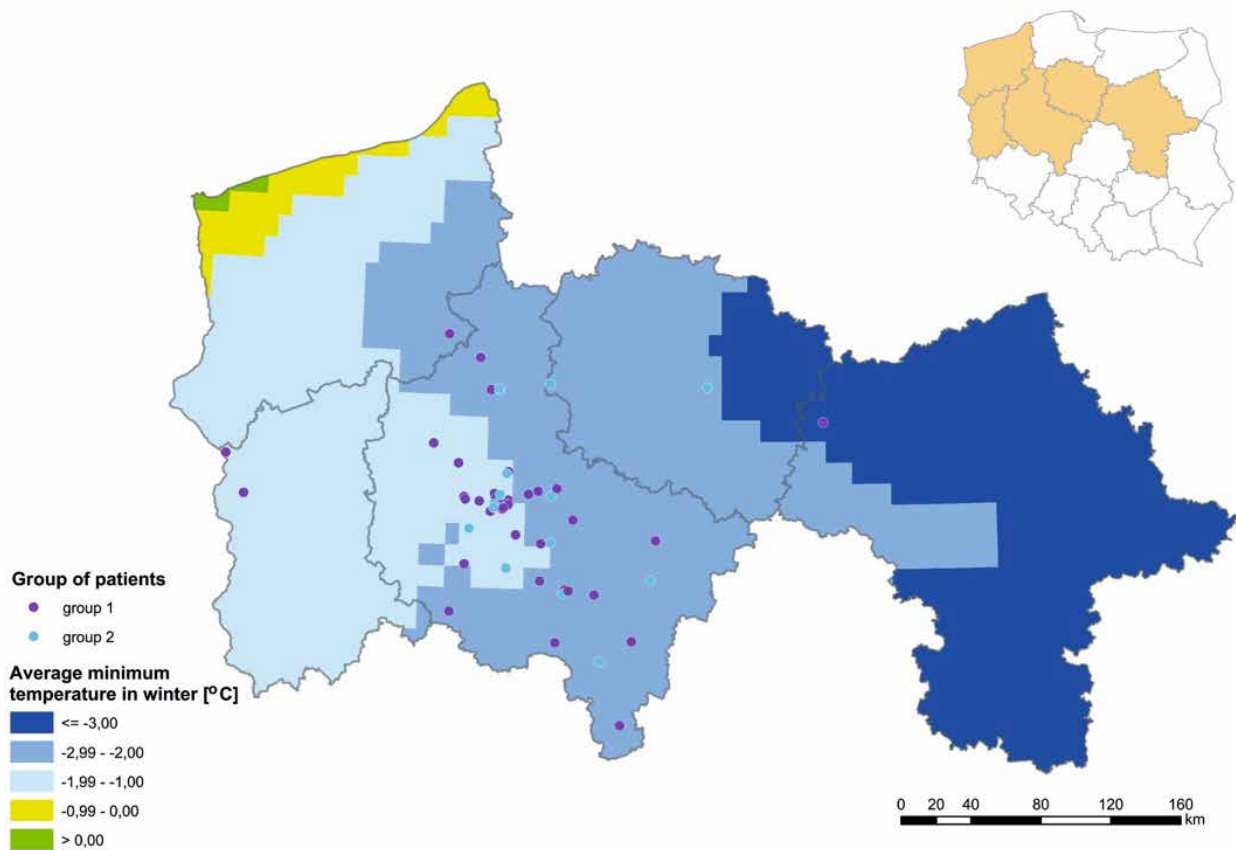 Group of patients
group 1
group 2
Average minimum
temperature in winter [°C]
<= -3,00
-2,99 - -2,00
-1,99 - -1,00
-0,99 - 0,00
> 0,00
0 20 40 80 120 160
km